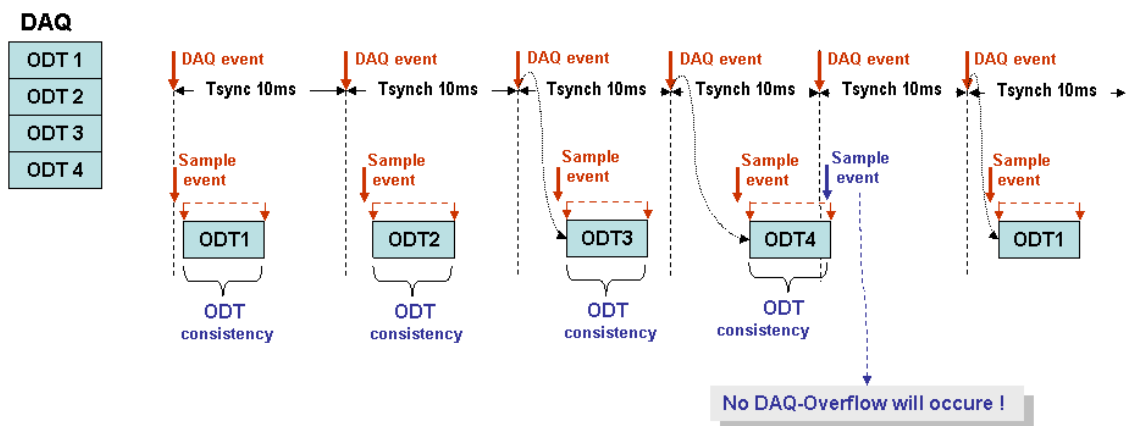 DAQ
ODT 1
ODT 2
ODT 3
ODT 4
DAQ event
DAQ event
DAQ event
DAQ event
DAQ event
DAQ event
Tsync 10ms
Tsynch 10ms
Tsynch 10ms
Tsynch 10ms
Tsynch 10ms
Tsynch 10ms
Sample
event
Sample
event
Sample
event
Sample
event
Sample
event
Sample
event
ODT1
ODT2
ODT3
ODT4
ODT1
ODT
consistency
ODT
consistency
ODT
consistency
ODT
consistency
No DAQ-Overflow will occure !